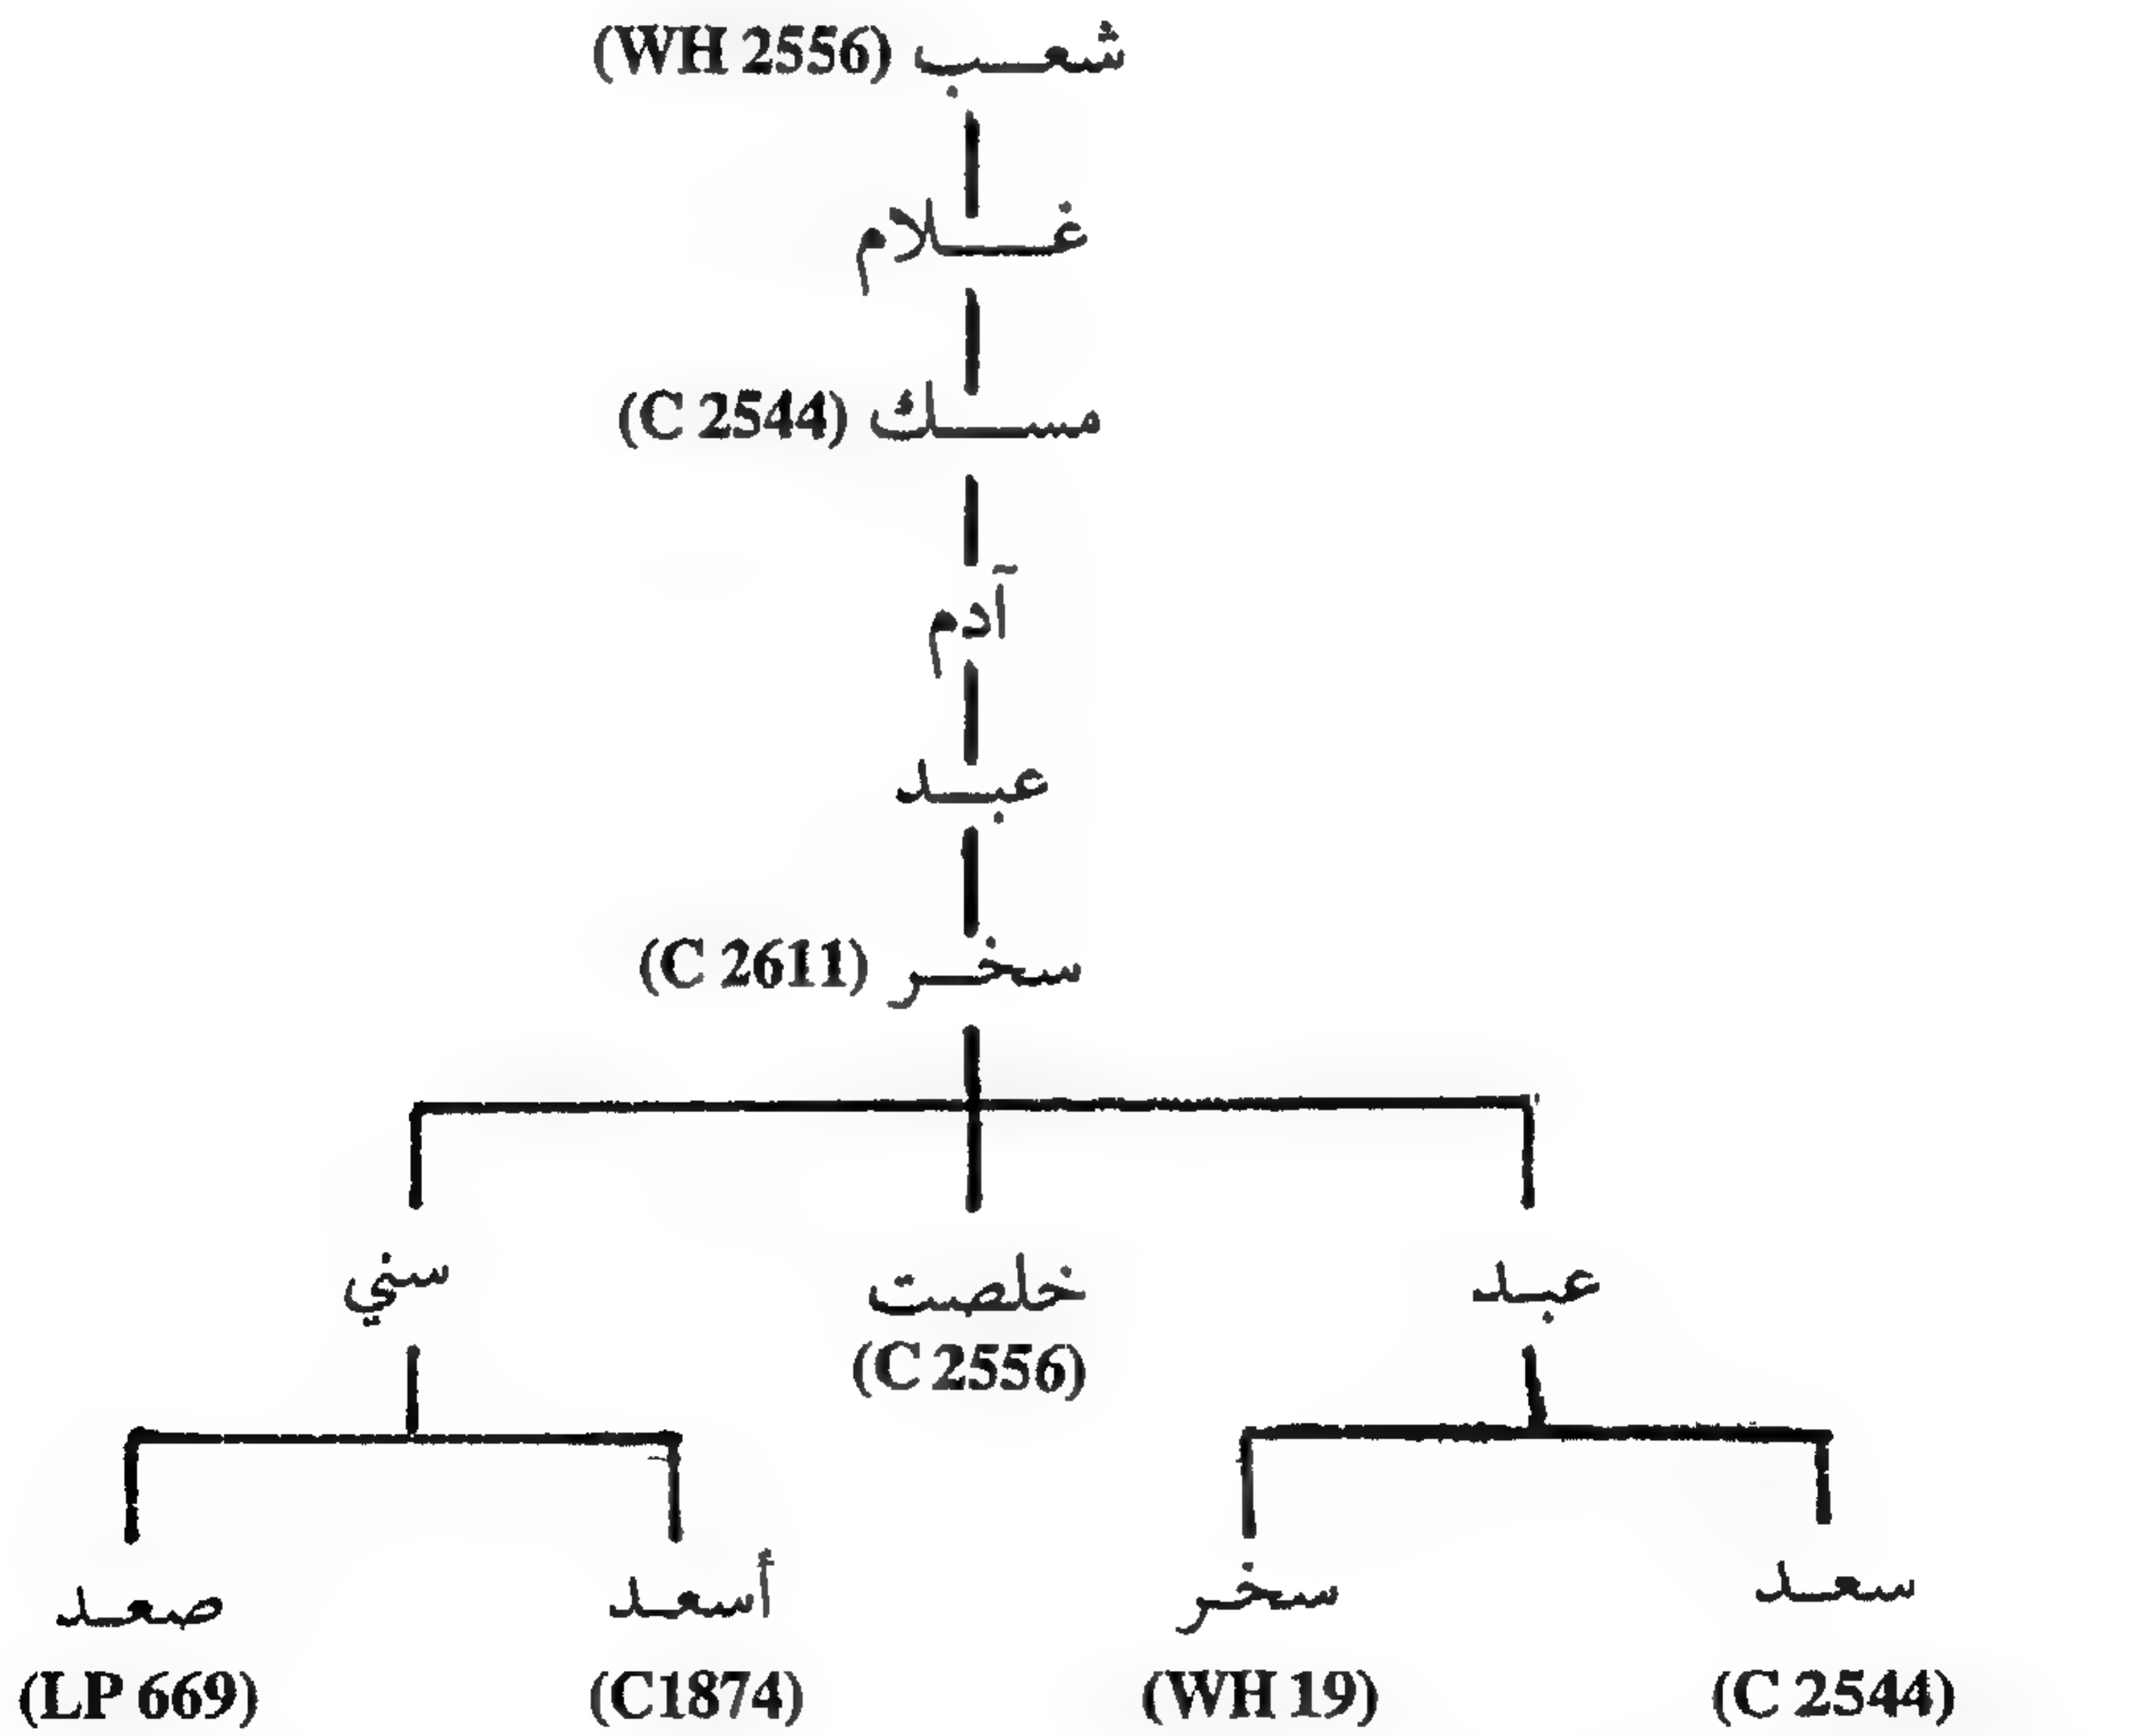 شعب (WH 2556)
غلام
مسك (C 2544)
آدم
عبد
سخر (C 2611)
عبد خلصت سني
(C 2556)
سعد سخر أسعد صعد
(C 2544) (WH 19) (C1874) (LP 669)